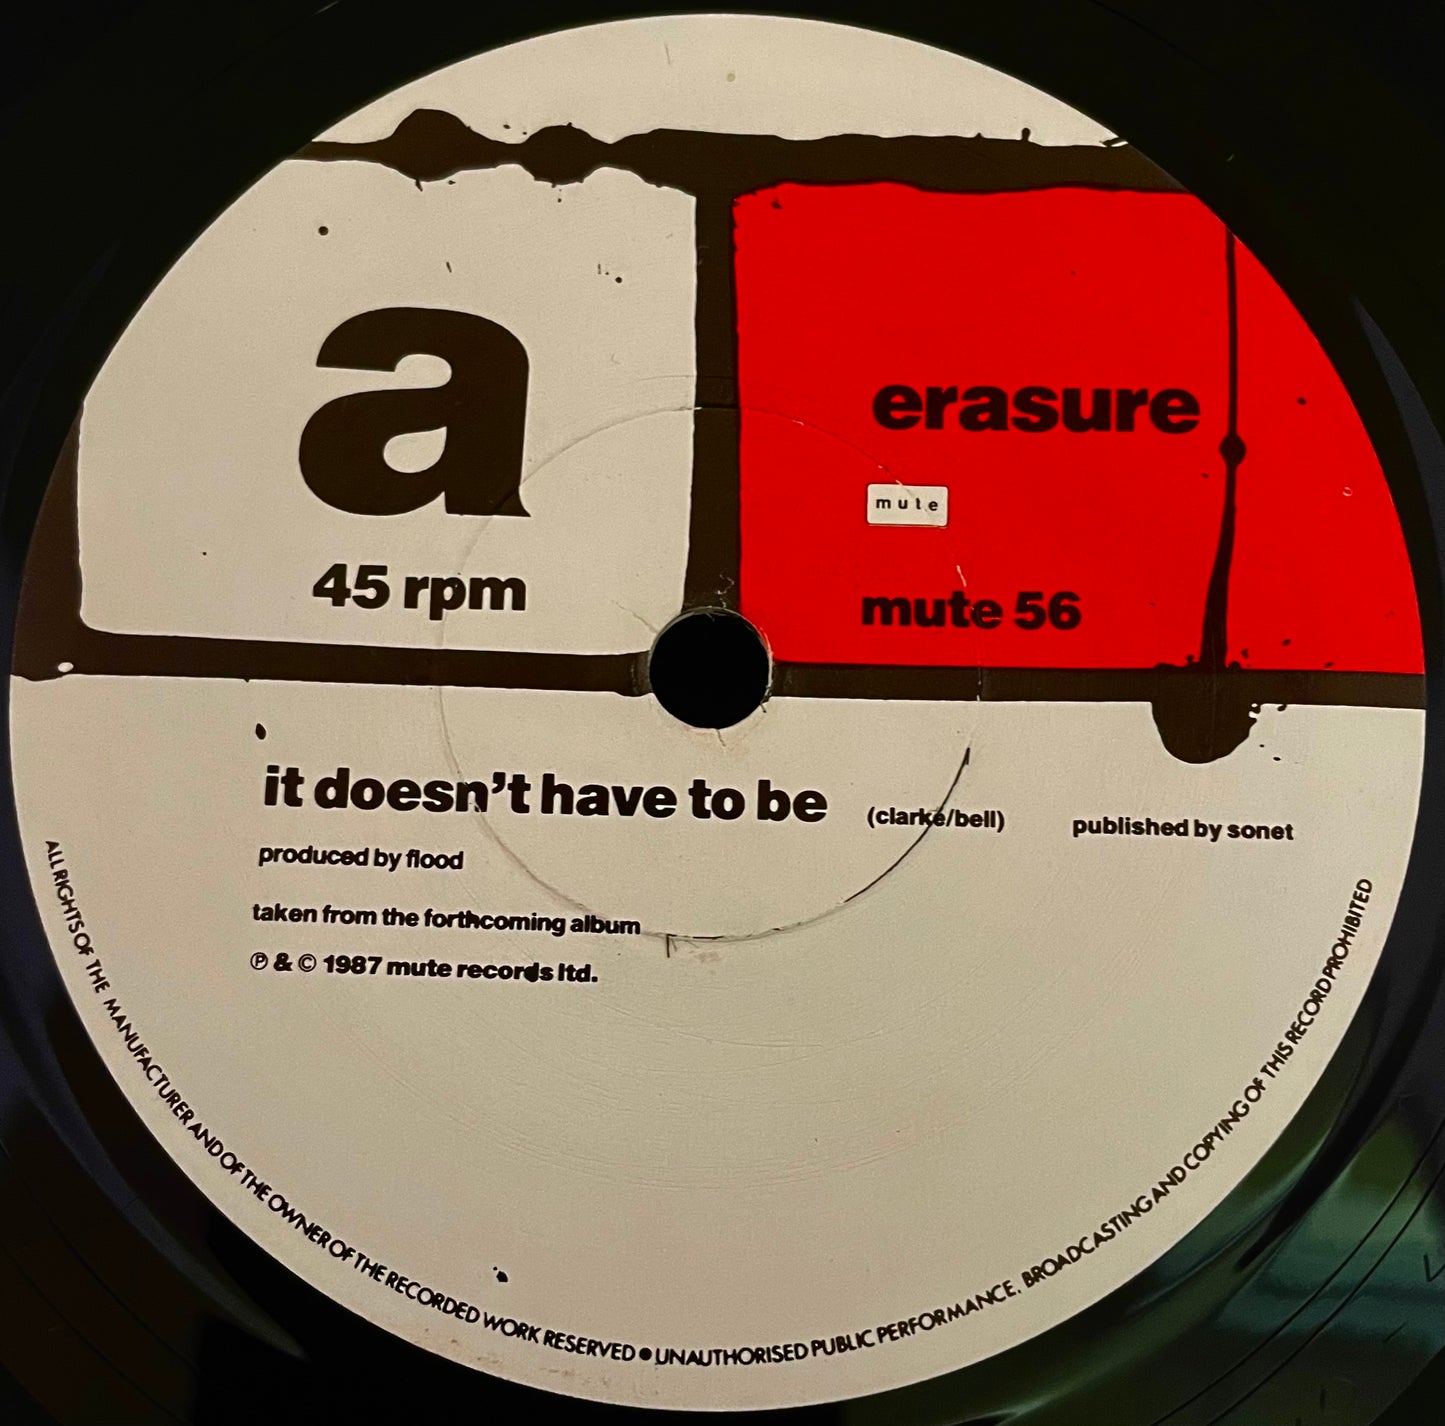 a
45 rpm
erasure
mute
mute 56
it doesn't have to be (clarke/bell) published by sonet
produced by flood
taken from the forthcoming album
℗ & © 1987 mute records ltd.
ALL RIGHTS OF THE MANUFACTURER AND OF THE OWNER OF THE RECORDED WORK RESERVED ● UNAUTHORISED PUBLIC PERFORMANCE, BROADCASTING AND COPYING OF THIS RECORD PROHIBITED